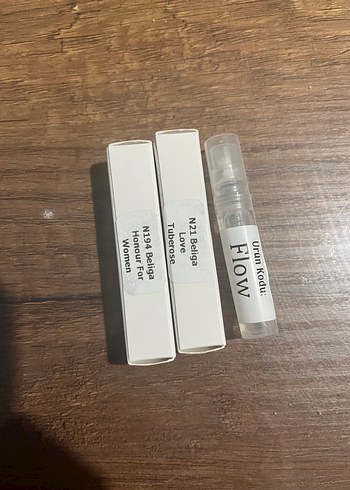 N194 Beliga
Honour For
Women
N21 Beliga
Love
Tuberose
Ürün Kodu:
Flow